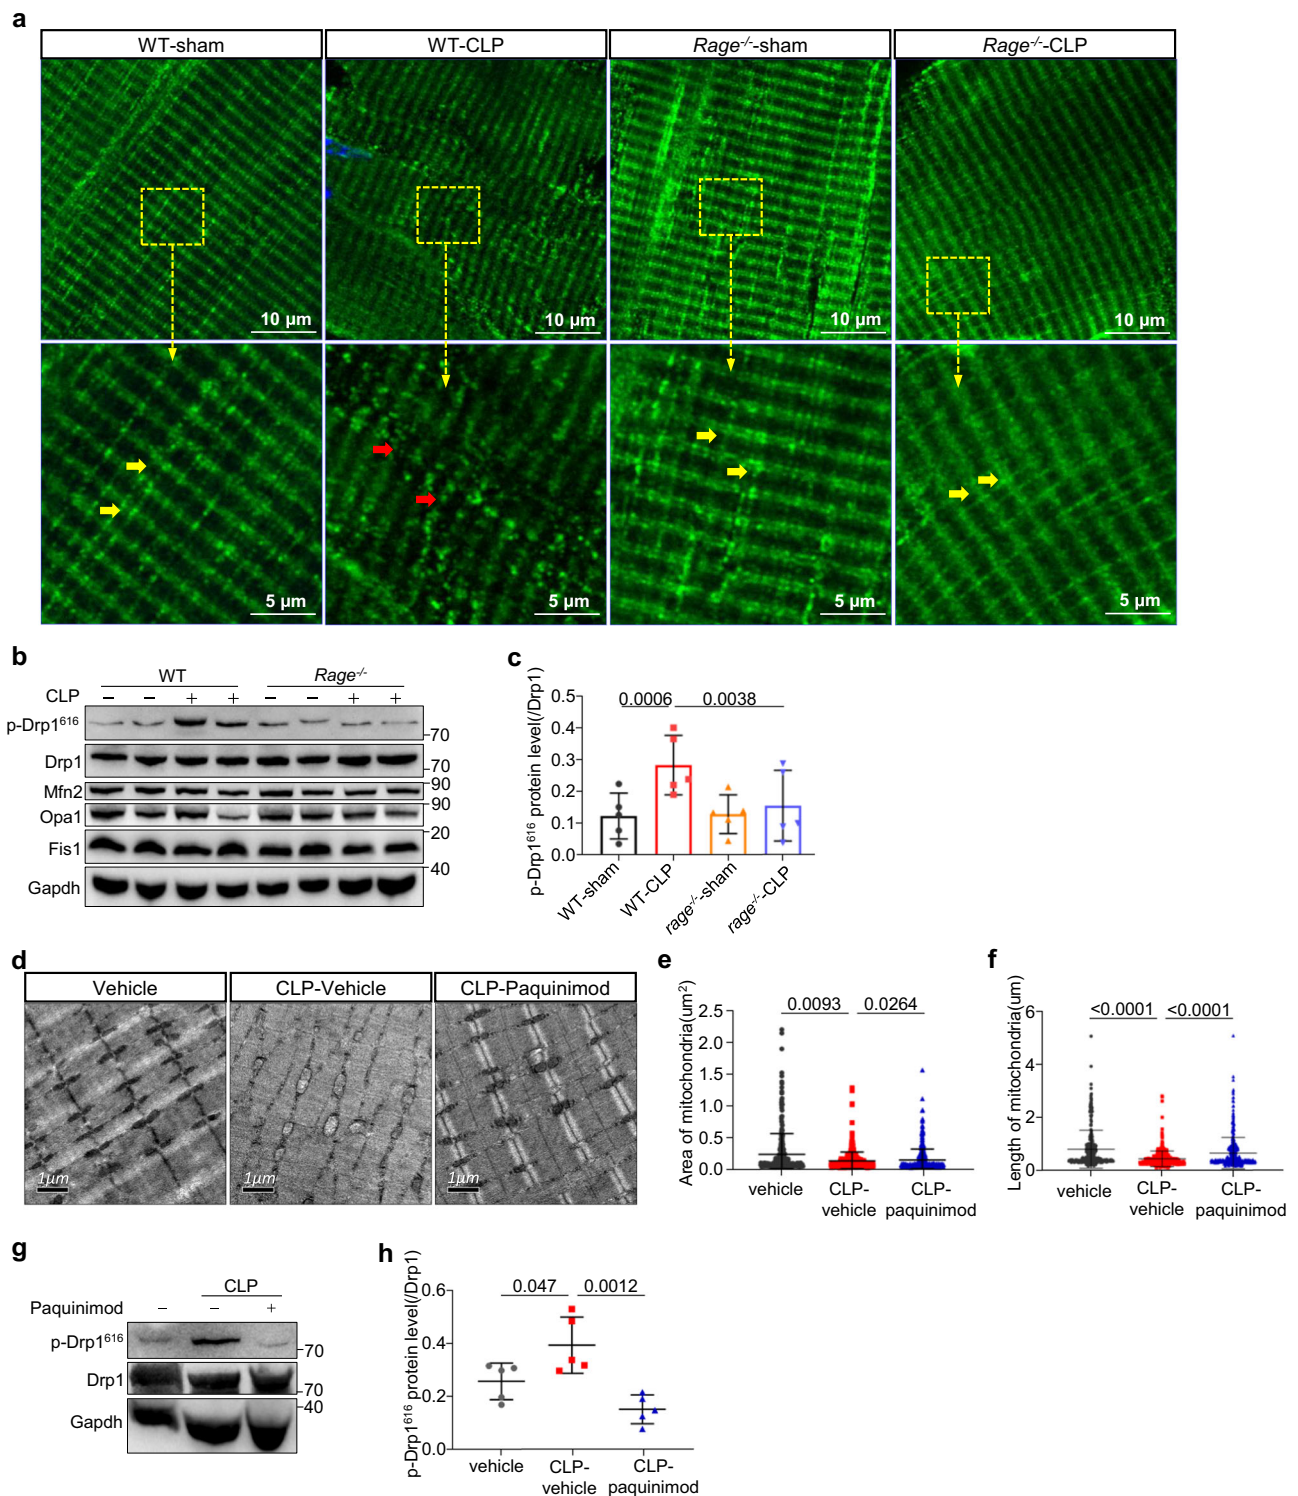 a
WT-sham
WT-CLP
Rage-/--sham
Rage-/--CLP
10 μm
10 μm
10 μm
10 μm
5 μm
5 μm
5 μm
5 μm
b
WT
Rage-/-
CLP − − + + − − + +
p-Drp1616
70
Drp1
70
Mfn2
90
Opa1
90
Fis1
20
Gapdh
40
c
p-Drp1616 protein level(/Drp1)
0.0006
0.0038
0.5
0.4
0.3
0.2
0.1
0.0
WT-sham
WT-CLP
rage-/--sham
rage-/--CLP
d
Vehicle
CLP-Vehicle
CLP-Paquinimod
1μm
1μm
1μm
e
Area of mitochondria(um2)
0.0093
0.0264
2.5
2.0
1.5
1.0
0.5
0.0
vehicle
CLP-
vehicle
CLP-
paquinimod
f
Length of mitochondria(um)
<0.0001
<0.0001
6
4
2
0
vehicle
CLP-
vehicle
CLP-
paquinimod
g
CLP
Paquinimod − − +
p-Drp1616
70
Drp1
70
Gapdh
40
h
p-Drp1616 protein level(/Drp1)
0.047
0.0012
0.6
0.4
0.2
0.0
vehicle
CLP-
vehicle
CLP-
paquinimod